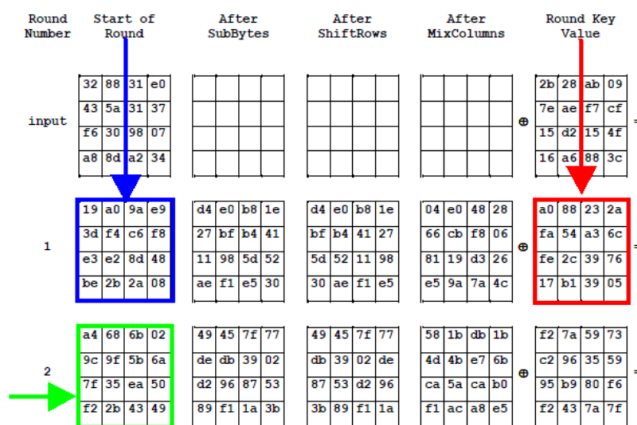 Round Number Start of Round After SubBytes After ShiftRows After MixColumns Round Key Value
32 88 31 e0 2b 28 ab 09
43 5a 31 37 7e ae f7 cf
input f6 30 98 07 ⊕ 15 d2 15 4f =
a8 8d a2 34 16 a6 88 3c
19 a0 9a e9 d4 e0 b8 1e d4 e0 b8 1e 04 e0 48 28 a0 88 23 2a
3d f4 c6 f8 27 bf b4 41 bf b4 41 27 66 cb f8 06 fa 54 a3 6c
1 e3 e2 8d 48 11 98 5d 52 5d 52 11 98 81 19 d3 26 ⊕ fe 2c 39 76 =
be 2b 2a 08 ae f1 e5 30 30 ae f1 e5 e5 9a 7a 4c 17 b1 39 05
a4 68 6b 02 49 45 7f 77 49 45 7f 77 58 1b db 1b f2 7a 59 73
9c 9f 5b 6a de db 39 02 db 39 02 de 4d 4b e7 6b c2 96 35 59
2 7f 35 ea 50 d2 96 87 53 87 53 d2 96 ca 5a ca b0 ⊕ 95 b9 80 f6 =
f2 2b 43 49 89 f1 1a 3b 3b 89 f1 1a f1 ac a8 e5 f2 43 7a 7f